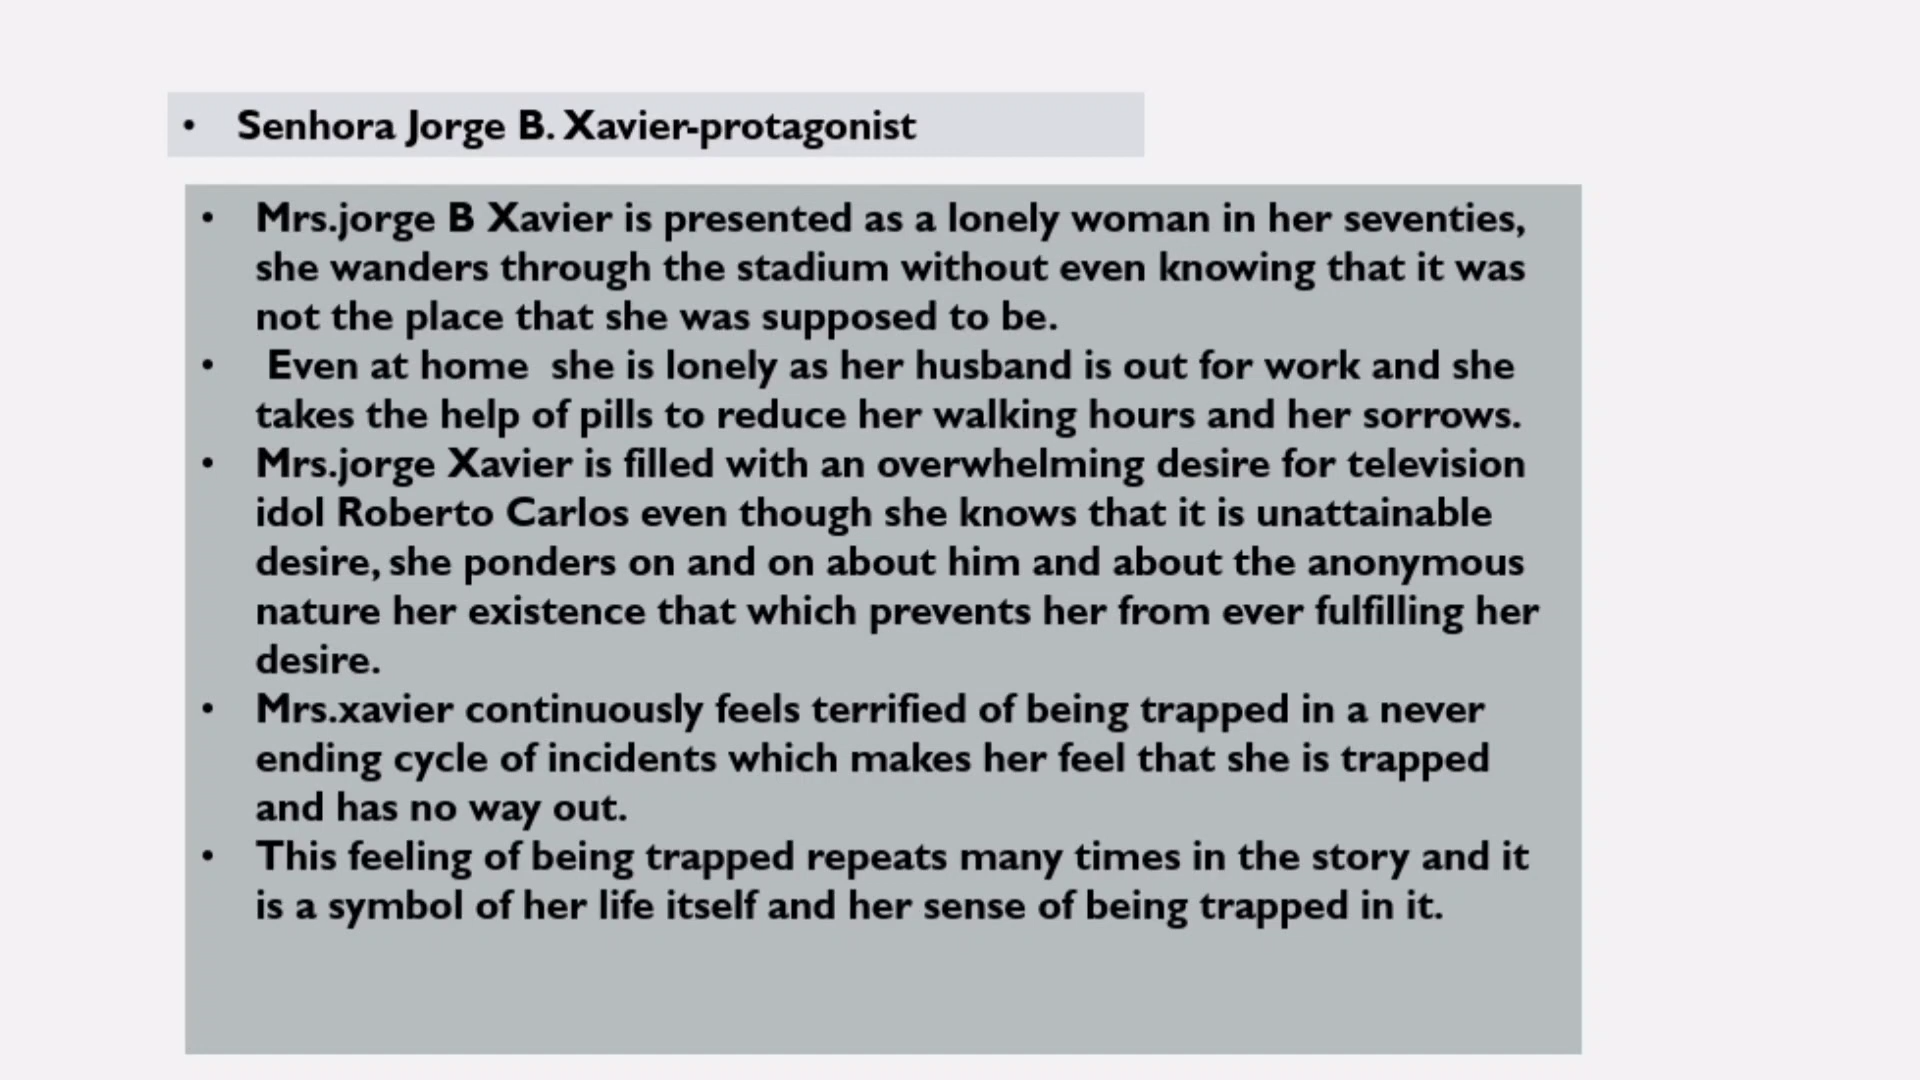 • Senhora Jorge B. Xavier-protagonist
• Mrs.jorge B Xavier is presented as a lonely woman in her seventies,
she wanders through the stadium without even knowing that it was
not the place that she was supposed to be.
• Even at home she is lonely as her husband is out for work and she
takes the help of pills to reduce her walking hours and her sorrows.
• Mrs.jorge Xavier is filled with an overwhelming desire for television
idol Roberto Carlos even though she knows that it is unattainable
desire, she ponders on and on about him and about the anonymous
nature her existence that which prevents her from ever fulfilling her
desire.
• Mrs.xavier continuously feels terrified of being trapped in a never
ending cycle of incidents which makes her feel that she is trapped
and has no way out.
• This feeling of being trapped repeats many times in the story and it
is a symbol of her life itself and her sense of being trapped in it.